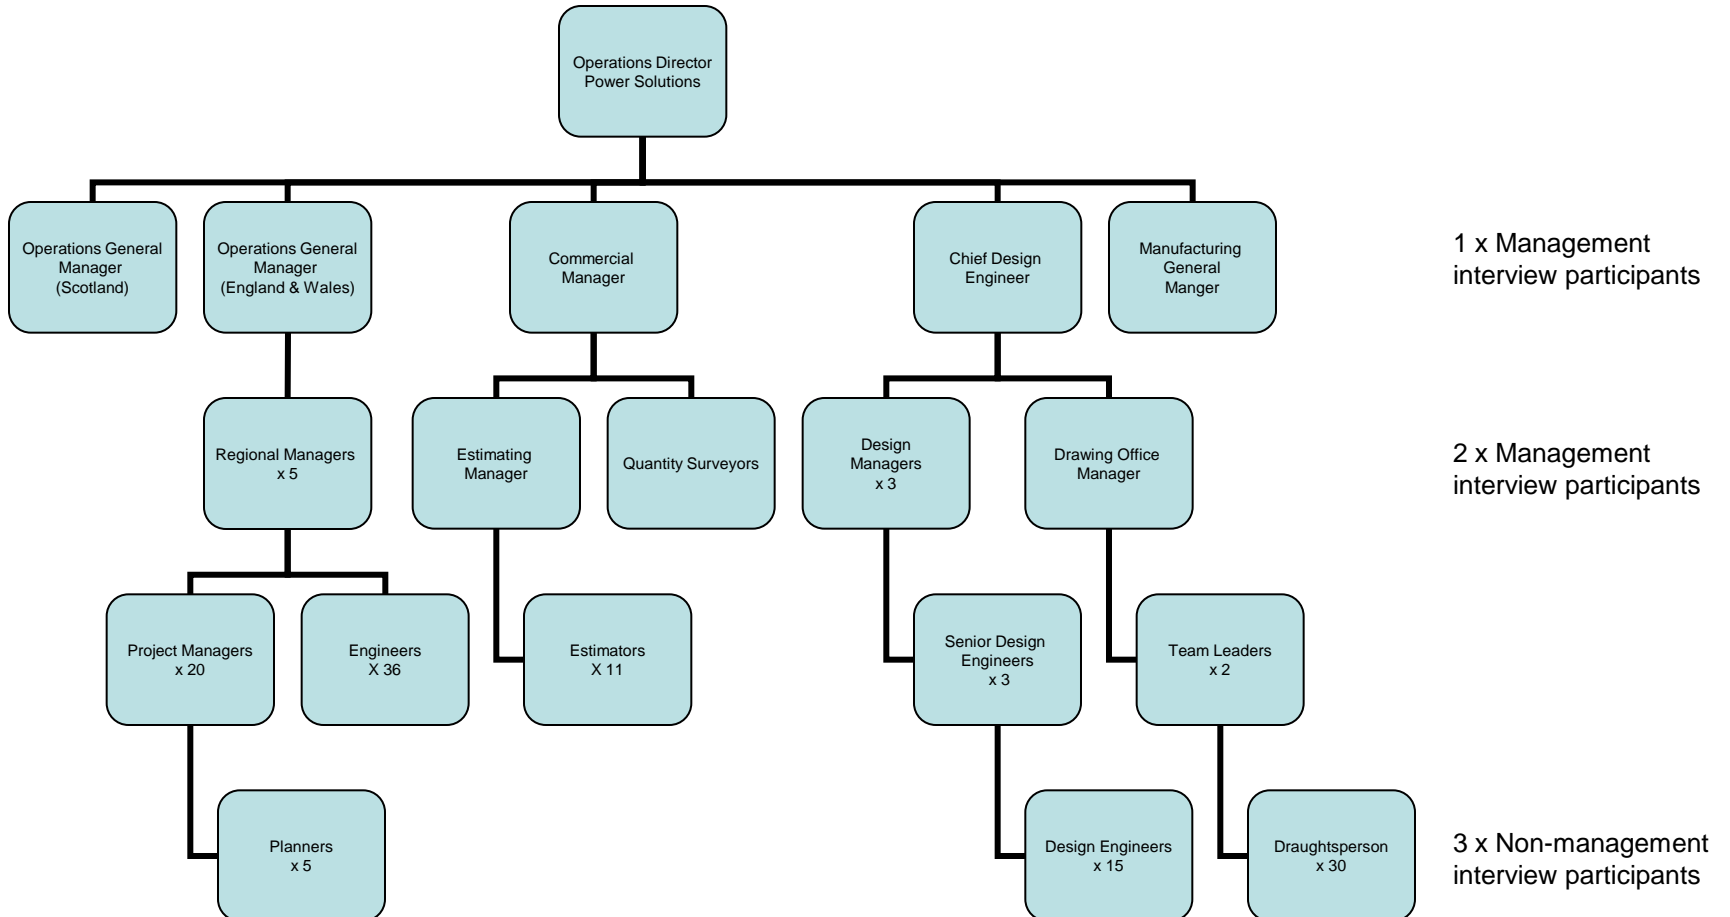 Operations Director
Power Solutions
Operations General
Manager
(Scotland)
Operations General
Manager
(England & Wales)
Commercial
Manager
Chief Design
Engineer
Manufacturing
General
Manger
1 x Management
interview participants
Regional Managers
x 5
Estimating
Manager
Quantity Surveyors
Design
Managers
x 3
Drawing Office
Manager
2 x Management
interview participants
Project Managers
x 20
Engineers
X 36
Estimators
X 11
Senior Design
Engineers
x 3
Team Leaders
x 2
Planners
x 5
Design Engineers
x 15
Draughtsperson
x 30
3 x Non-management
interview participants